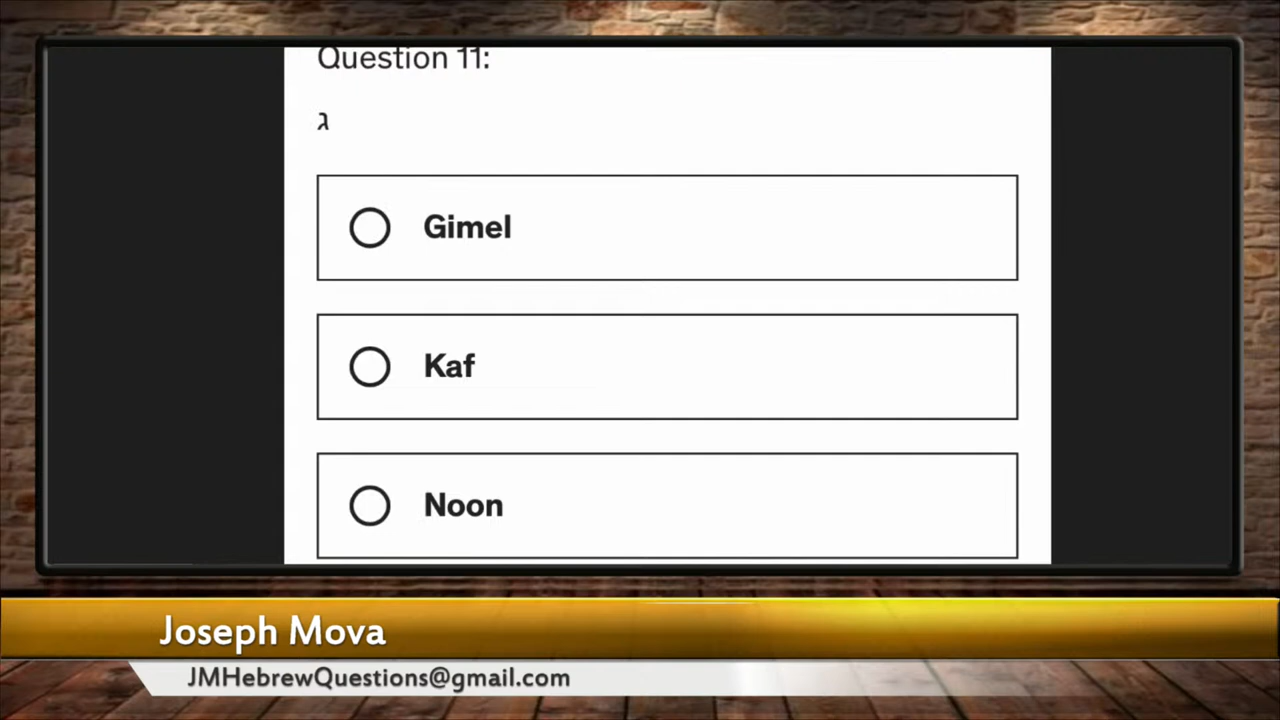 Question 11:
ג
Gimel
Kaf
Noon
Joseph Mova
JMHebrewQuestions@gmail.com